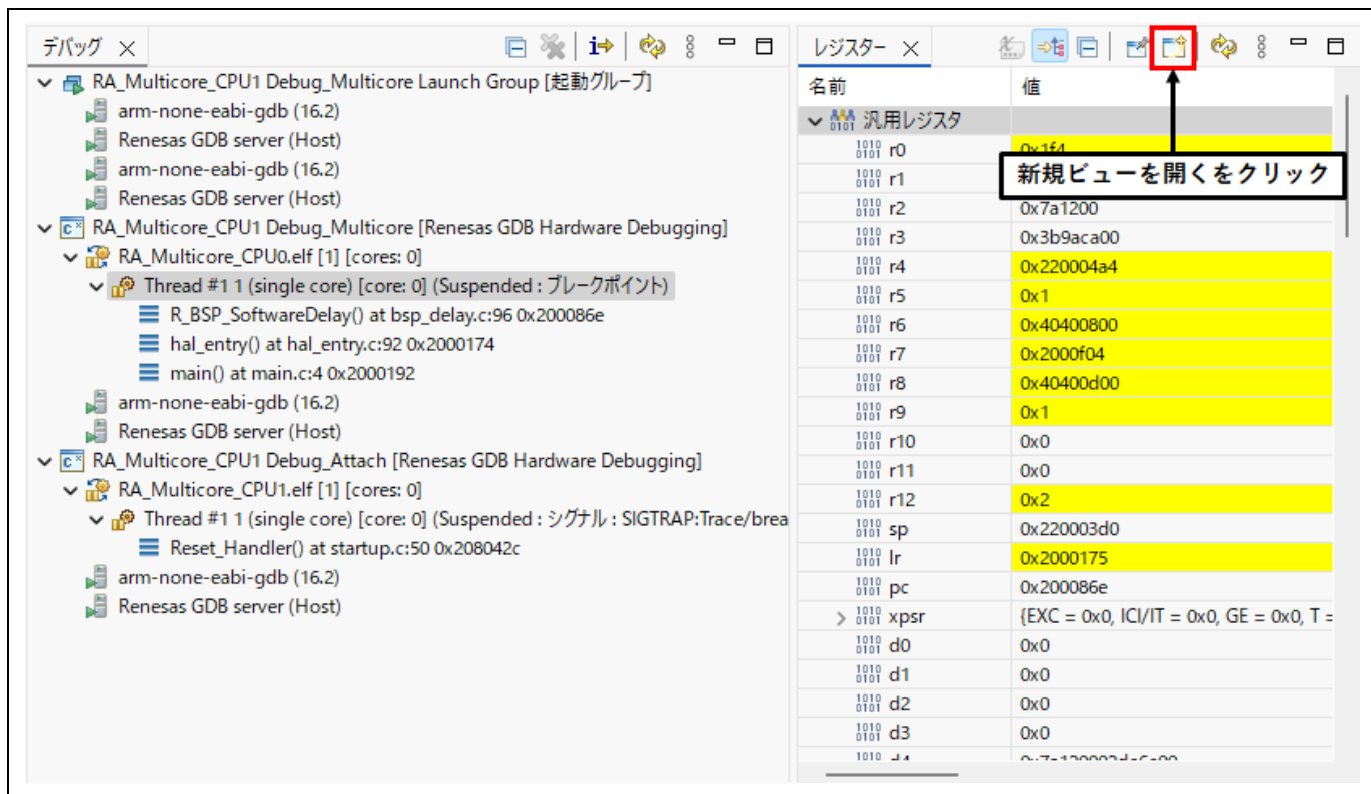 デバッグ
RA_Multicore_CPU1 Debug_Multicore Launch Group [起動グループ]
arm-none-eabi-gdb (16.2)
Renesas GDB server (Host)
arm-none-eabi-gdb (16.2)
Renesas GDB server (Host)
RA_Multicore_CPU1 Debug_Multicore [Renesas GDB Hardware Debugging]
RA_Multicore_CPU0.elf [1] [cores: 0]
Thread #1 1 (single core) [core: 0] (Suspended : ブレークポイント)
R_BSP_SoftwareDelay() at bsp_delay.c:96 0x200086e
hal_entry() at hal_entry.c:92 0x2000174
main() at main.c:4 0x2000192
arm-none-eabi-gdb (16.2)
Renesas GDB server (Host)
RA_Multicore_CPU1 Debug_Attach [Renesas GDB Hardware Debugging]
RA_Multicore_CPU1.elf [1] [cores: 0]
Thread #1 1 (single core) [core: 0] (Suspended : シグナル : SIGTRAP:Trace/brea
Reset_Handler() at startup.c:50 0x208042c
arm-none-eabi-gdb (16.2)
Renesas GDB server (Host)
レジスター
名前 値
汎用レジスタ
r0 0x1f4
新規ビューを開くをクリック
r1
r2 0x7a1200
r3 0x3b9aca00
r4 0x220004a4
r5 0x1
r6 0x40400800
r7 0x2000f04
r8 0x40400d00
r9 0x1
r10 0x0
r11 0x0
r12 0x2
sp 0x220003d0
lr 0x2000175
pc 0x200086e
xpsr {EXC = 0x0, ICI/IT = 0x0, GE = 0x0, T =
d0 0x0
d1 0x0
d2 0x0
d3 0x0
d4